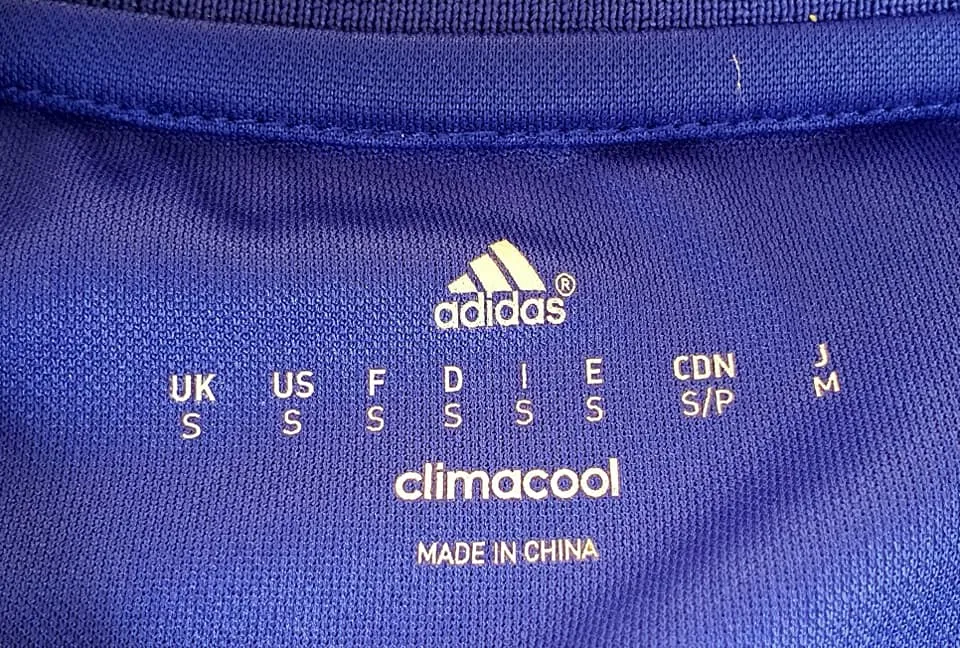 adidas®
UK US F D I E CDN J
S S S S S S S/P M
climacool
MADE IN CHINA